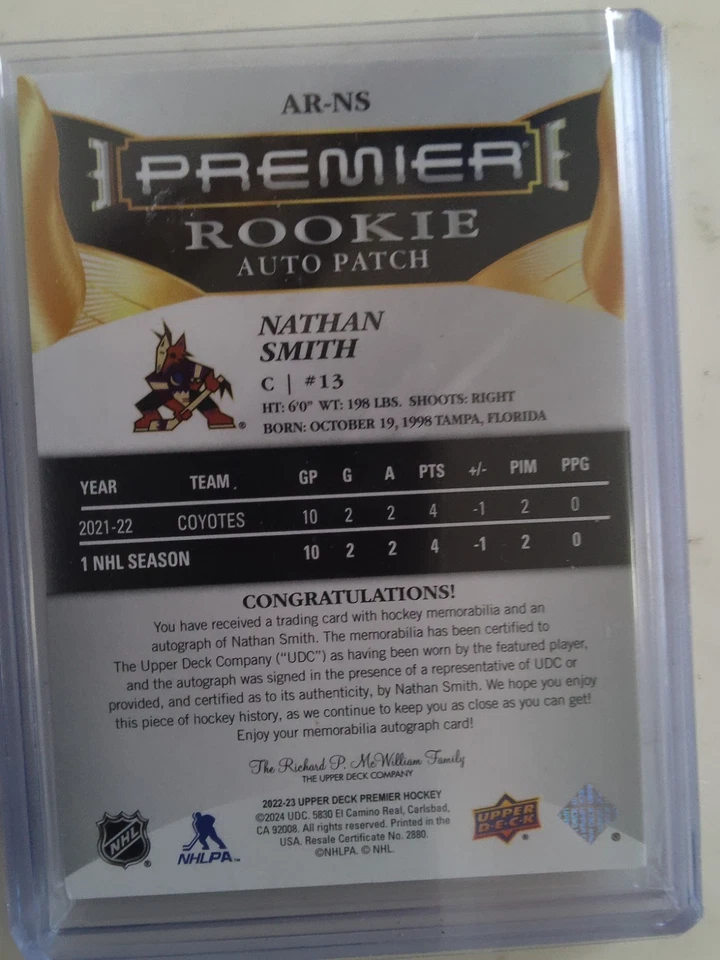 AR-NS
PREMIER
ROOKIE
AUTO PATCH
NATHAN
SMITH
C | #13
HT: 6'0" WT: 198 LBS. SHOOTS: RIGHT
BORN: OCTOBER 19, 1998 TAMPA, FLORIDA
YEAR TEAM GP G A PTS +/- PIM PPG
2021-22 COYOTES 10 2 2 4 -1 2 0
1 NHL SEASON 10 2 2 4 -1 2 0
CONGRATULATIONS!
You have received a trading card with hockey memorabilia and an
autograph of Nathan Smith. The memorabilia has been certified to
The Upper Deck Company ("UDC") as having been worn by the featured player,
and the autograph was signed in the presence of a representative of UDC or
provided, and certified as to its authenticity, by Nathan Smith. We hope you enjoy
this piece of hockey history, as we continue to keep you as close as you can get!
Enjoy your memorabilia autograph card!
The Richard P. McWilliam Family
THE UPPER DECK COMPANY
2022-23 UPPER DECK PREMIER HOCKEY
©2024 UDC. 5830 El Camino Real, Carlsbad,
CA 92008. All rights reserved. Printed in the
USA. Resale Certificate No. 2880.
©NHLPA. © NHL.
NHL
®
NHLPA
UPPER
D·E·C·K
®
®